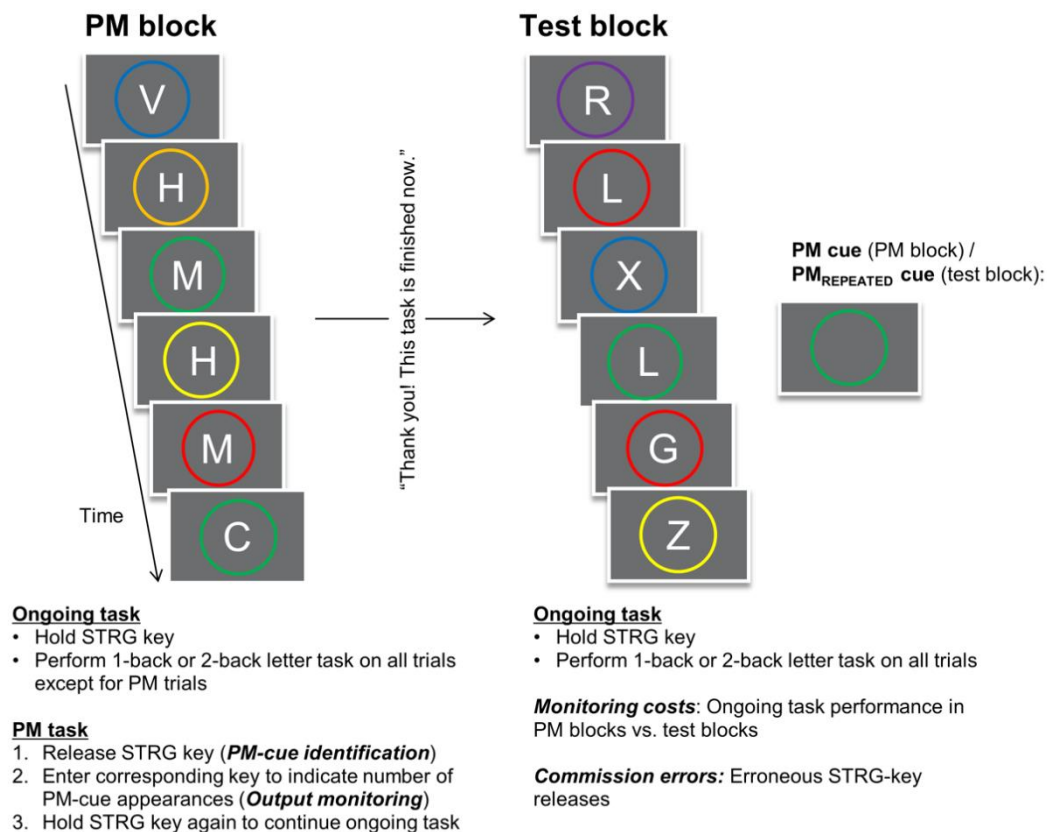 PM block
V
H
M
H
M
C
Time
“Thank you! This task is finished now.”
Test block
R
L
X
L
G
Z
PM cue (PM block) /
PMREPEATED cue (test block):
Ongoing task
• Hold STRG key
• Perform 1-back or 2-back letter task on all trials
except for PM trials
PM task
1. Release STRG key (PM-cue identification)
2. Enter corresponding key to indicate number of
PM-cue appearances (Output monitoring)
3. Hold STRG key again to continue ongoing task
Ongoing task
• Hold STRG key
• Perform 1-back or 2-back letter task on all trials
Monitoring costs: Ongoing task performance in
PM blocks vs. test blocks
Commission errors: Erroneous STRG-key
releases